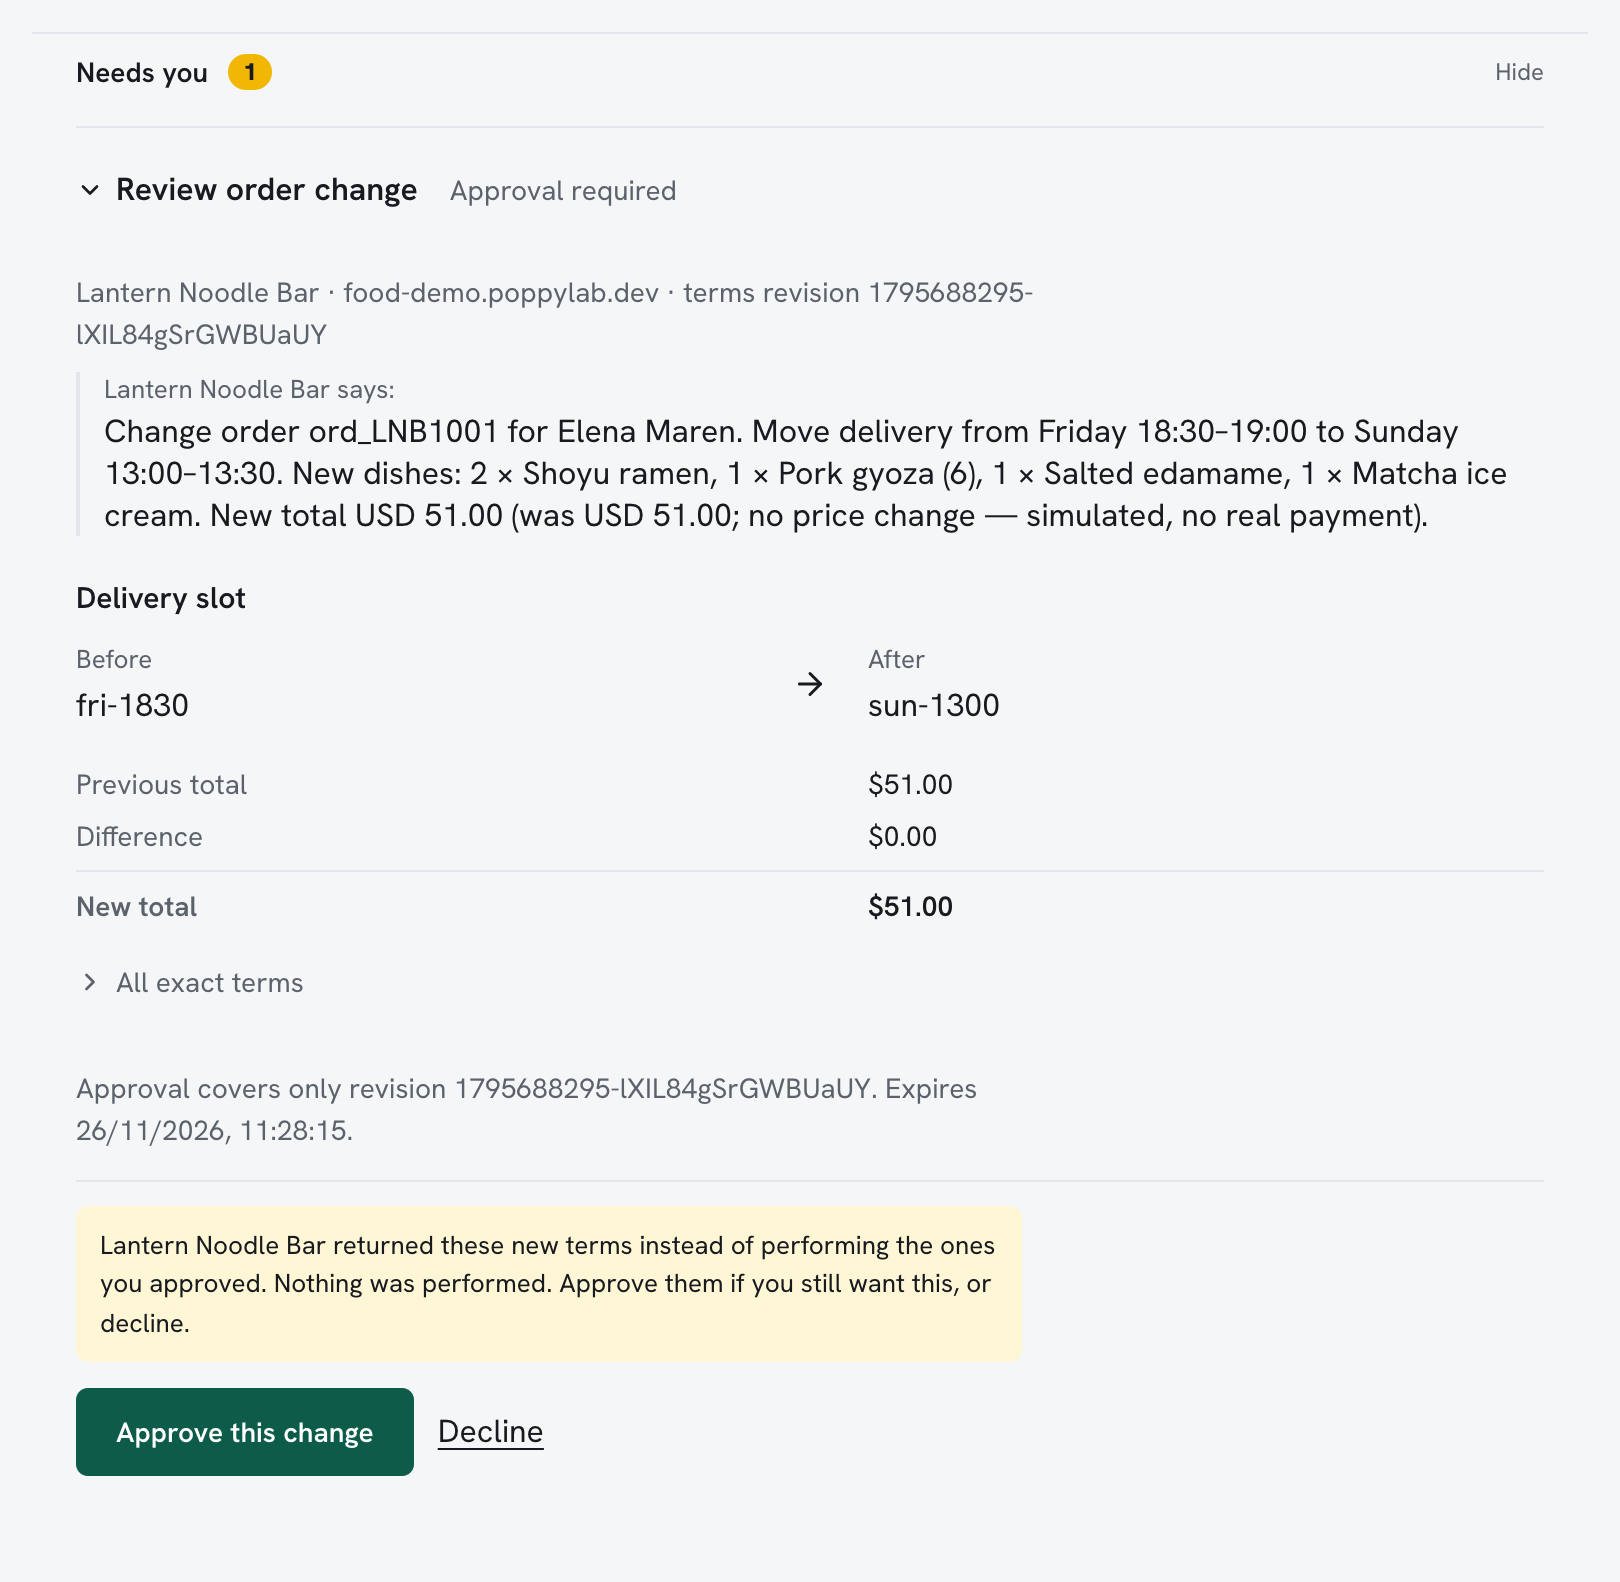 Needs you 1 Hide
Review order change Approval required
Lantern Noodle Bar · food-demo.poppylab.dev · terms revision 1795688295-
lXIL84gSrGWBUaUY
Lantern Noodle Bar says:
Change order ord_LNB1001 for Elena Maren. Move delivery from Friday 18:30–19:00 to Sunday
13:00–13:30. New dishes: 2 × Shoyu ramen, 1 × Pork gyoza (6), 1 × Salted edamame, 1 × Matcha ice
cream. New total USD 51.00 (was USD 51.00; no price change — simulated, no real payment).
Delivery slot
Before After
fri-1830 → sun-1300
Previous total $51.00
Difference $0.00
New total $51.00
All exact terms
Approval covers only revision 1795688295-lXIL84gSrGWBUaUY. Expires
26/11/2026, 11:28:15.
Lantern Noodle Bar returned these new terms instead of performing the ones
you approved. Nothing was performed. Approve them if you still want this, or
decline.
Approve this change Decline